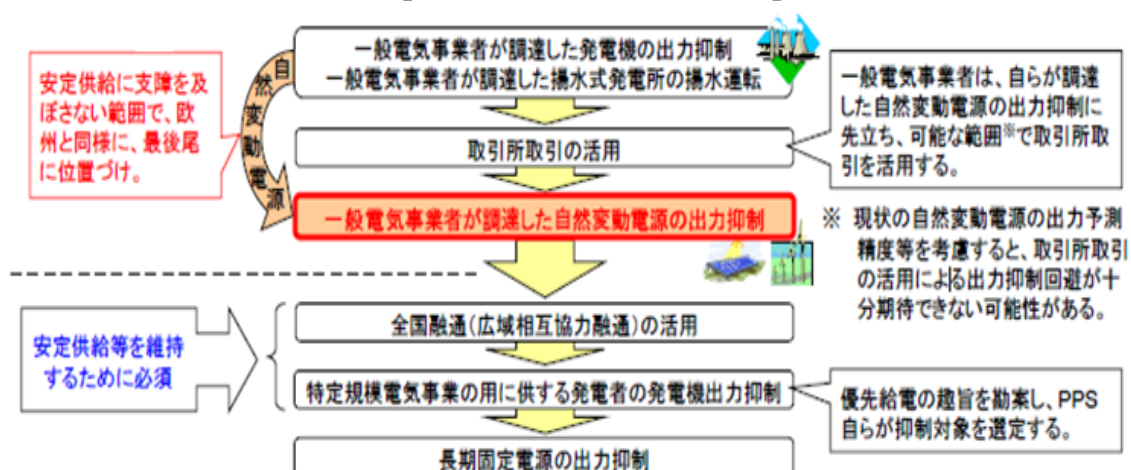 一般電気事業者が調達した発電機の出力抑制
一般電気事業者が調達した揚水式発電所の揚水運転
安定供給に支障を及
ぼさない範囲で、欧
州と同様に、最後尾
に位置づけ。
自然変動電源
一般電気事業者は、自らが調達
した自然変動電源の出力抑制に
先立ち、可能な範囲※で取引所取
引を活用する。
取引所取引の活用
一般電気事業者が調達した自然変動電源の出力抑制
※ 現状の自然変動電源の出力予測
精度等を考慮すると、取引所取引
の活用による出力抑制回避が十
分期待できない可能性がある。
全国融通(広域相互協力融通)の活用
安定供給等を維持
するために必須
特定規模電気事業の用に供する発電者の発電機出力抑制
優先給電の趣旨を勘案し、PPS
自らが抑制対象を選定する。
長期固定電源の出力抑制